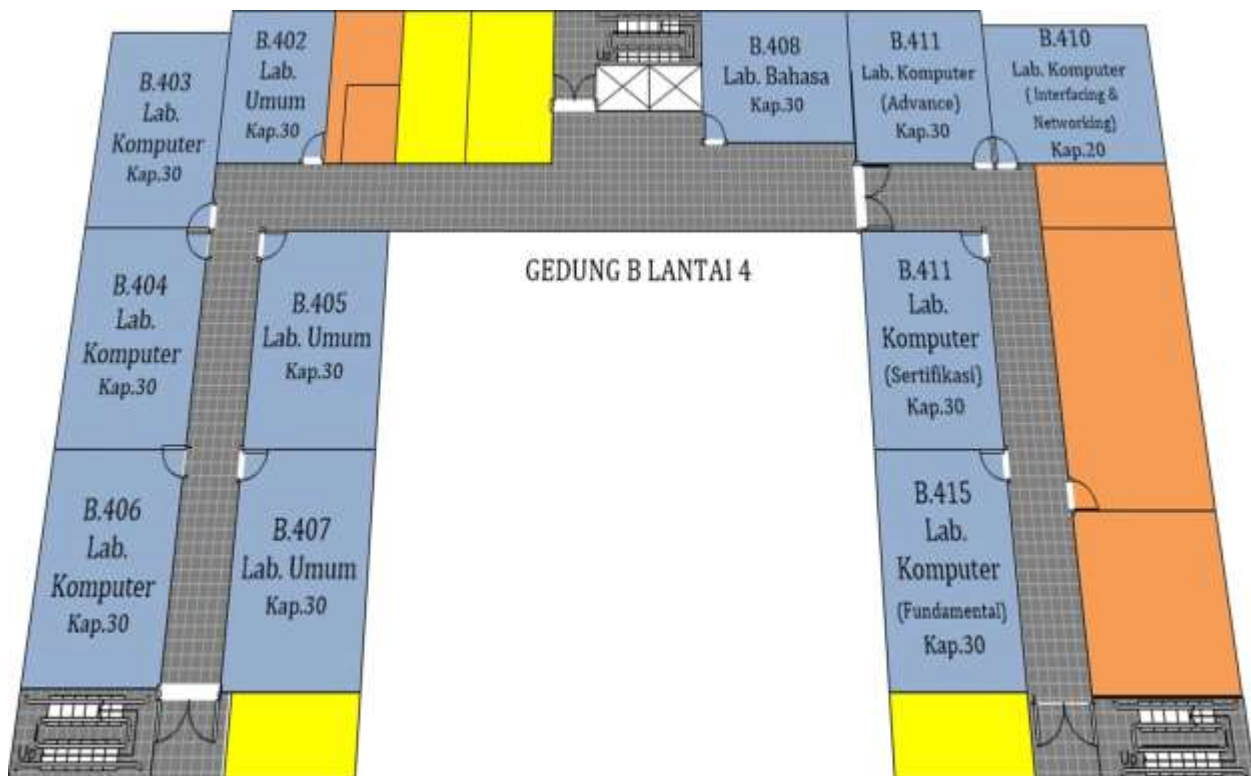 B.403
Lab.
Komputer
Kap.30
B.402
Lab.
Umum
Kap.30
Up
B.408
Lab. Bahasa
Kap.30
B.411
Lab. Komputer
(Advance)
Kap.30
B.410
Lab. Komputer
( Interfacing &
Networking)
Kap.20
GEDUNG B LANTAI 4
B.404
Lab.
Komputer
Kap.30
B.405
Lab. Umum
Kap.30
B.411
Lab.
Komputer
(Sertifikasi)
Kap.30
B.406
Lab.
Komputer
Kap.30
B.407
Lab. Umum
Kap.30
B.415
Lab.
Komputer
(Fundamental)
Kap.30
Up
Up